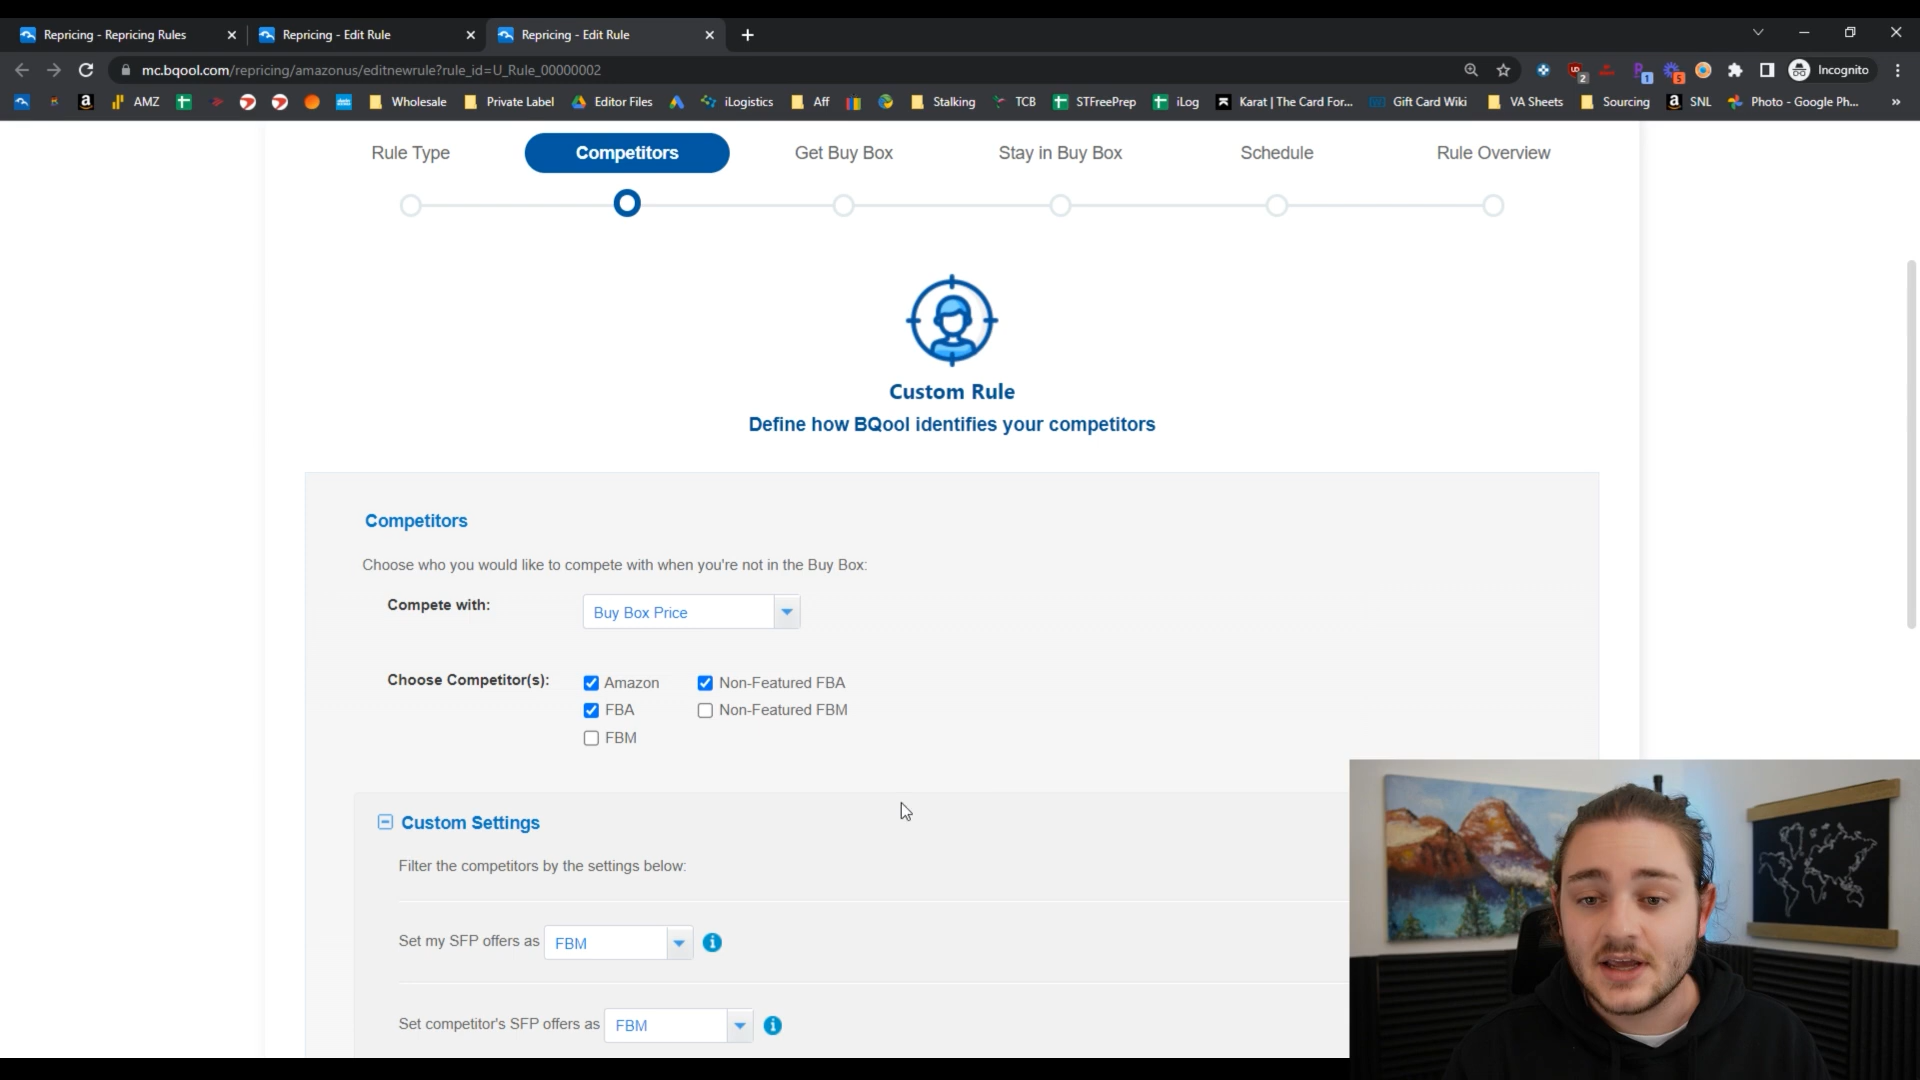 Repricing - Repricing Rules
Repricing - Edit Rule
Repricing - Edit Rule
mc.bqool.com/repricing/amazonus/editnewrule?rule_id=U_Rule_00000002
2
1
5
Incognito
AMZ
Wholesale
Private Label
Editor Files
iLogistics
Aff
Stalking
TCB
STFreePrep
iLog
Karat | The Card For...
Gift Card Wiki
VA Sheets
Sourcing
SNL
Photo - Google Ph...
Rule Type
Competitors
Get Buy Box
Stay in Buy Box
Schedule
Rule Overview
Custom Rule
Define how BQool identifies your competitors
Competitors
Choose who you would like to compete with when you're not in the Buy Box:
Compete with:
Buy Box Price
Choose Competitor(s):
Amazon
Non-Featured FBA
FBA
Non-Featured FBM
FBM
Custom Settings
Filter the competitors by the settings below:
Set my SFP offers as
FBM
Set competitor's SFP offers as
FBM